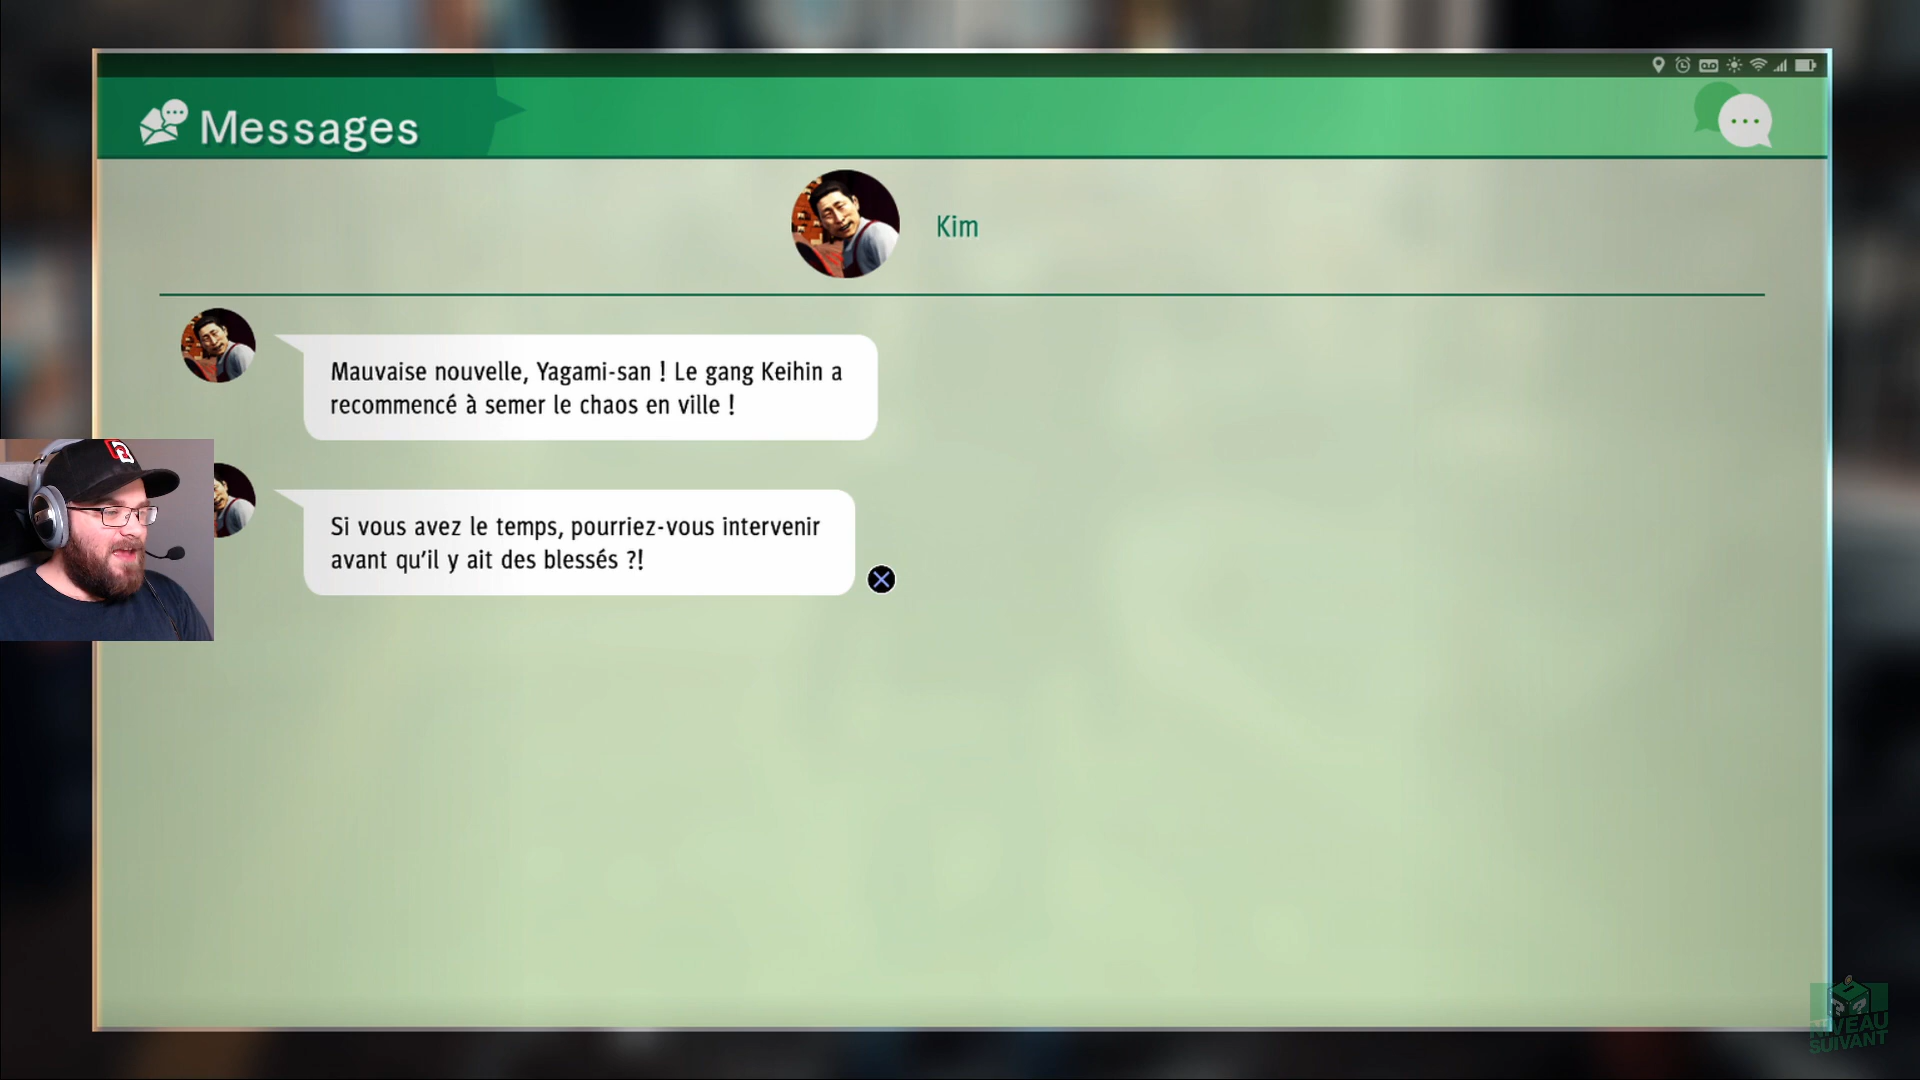 Messages
Kim
Mauvaise nouvelle, Yagami-san ! Le gang Keihin a
recommencé à semer le chaos en ville !
Si vous avez le temps, pourriez-vous intervenir
avant qu'il y ait des blessés ?!
NIVEAU
SUIVANT